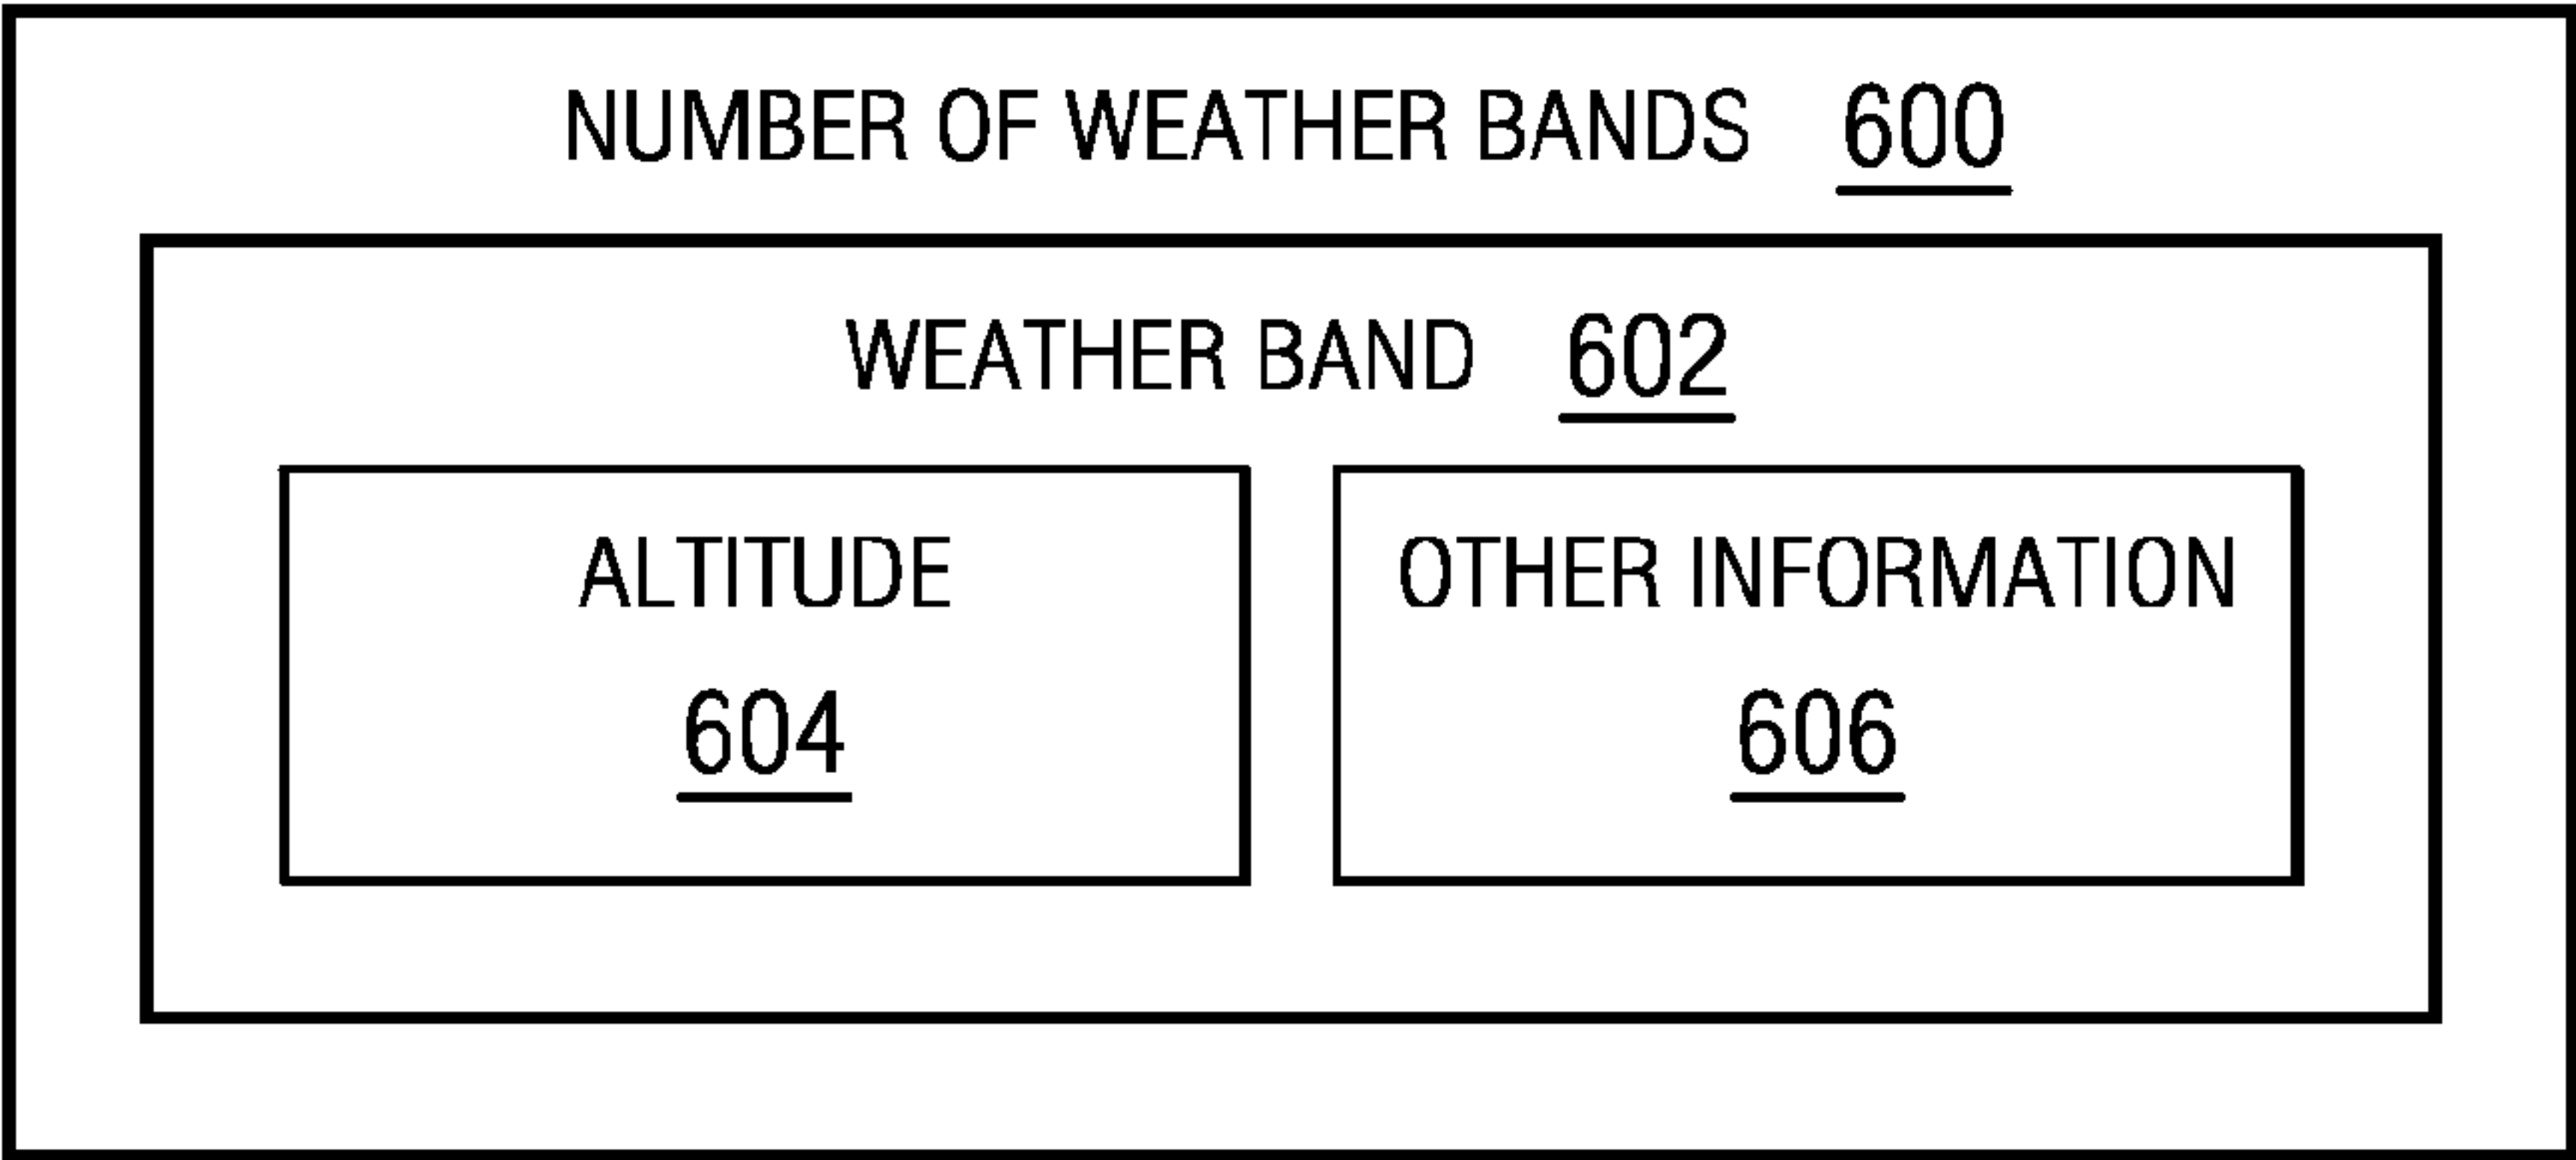 NUMBER OF WEATHER BANDS 600
WEATHER BAND 602
ALTITUDE
604
OTHER INFORMATION
606